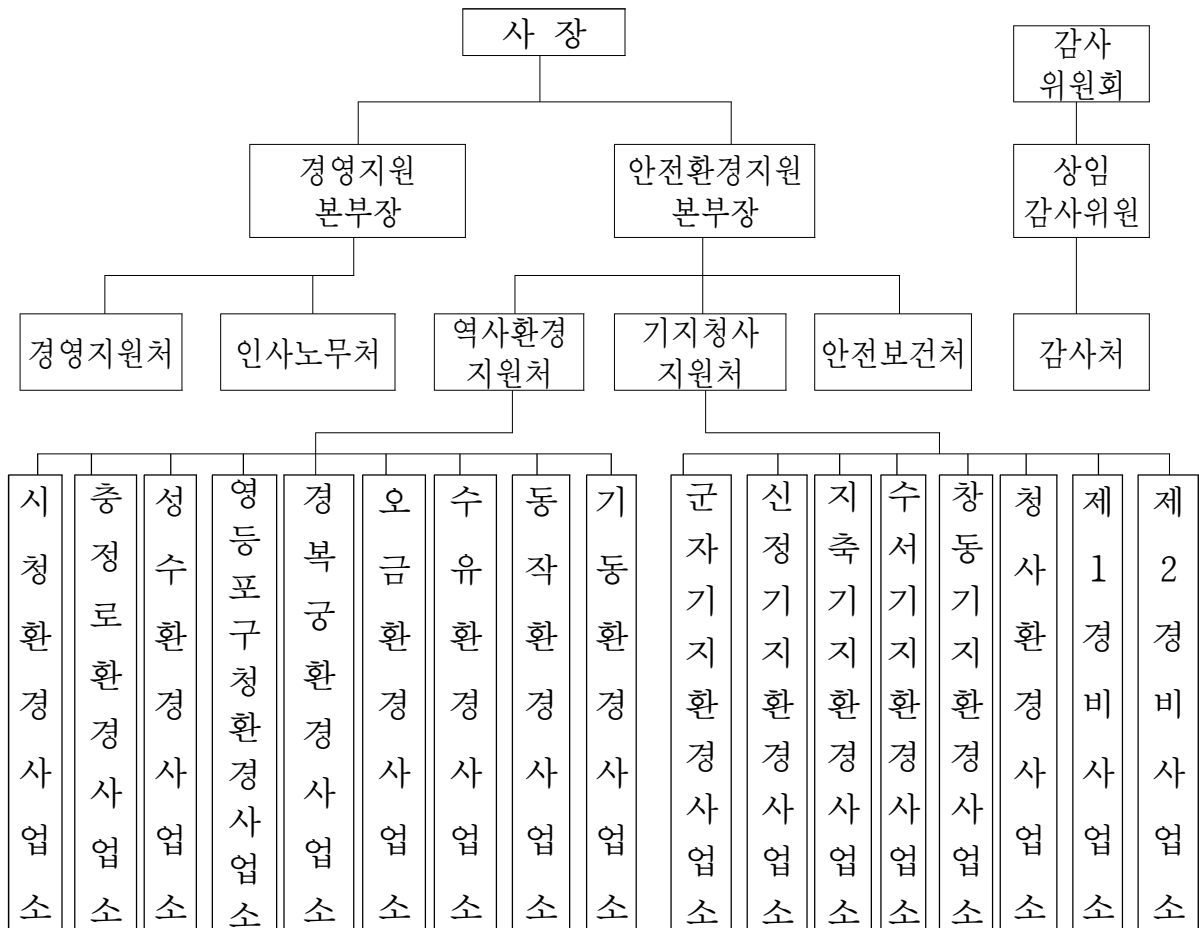 사 장
감사
위원회
경영지원
본부장
안전환경지원
본부장
상임
감사위원
경영지원처
인사노무처
역사환경
지원처
기지청사
지원처
안전보건처
감사처
시청환경사업소
충정로환경사업소
성수환경사업소
영등포구청환경사업소
경복궁환경사업소
오금환경사업소
수유환경사업소
동작환경사업소
기동환경사업소
군자기지환경사업소
신정기지환경사업소
지축기지환경사업소
수서기지환경사업소
창동기지환경사업소
청사환경사업소
제1경비사업소
제2경비사업소